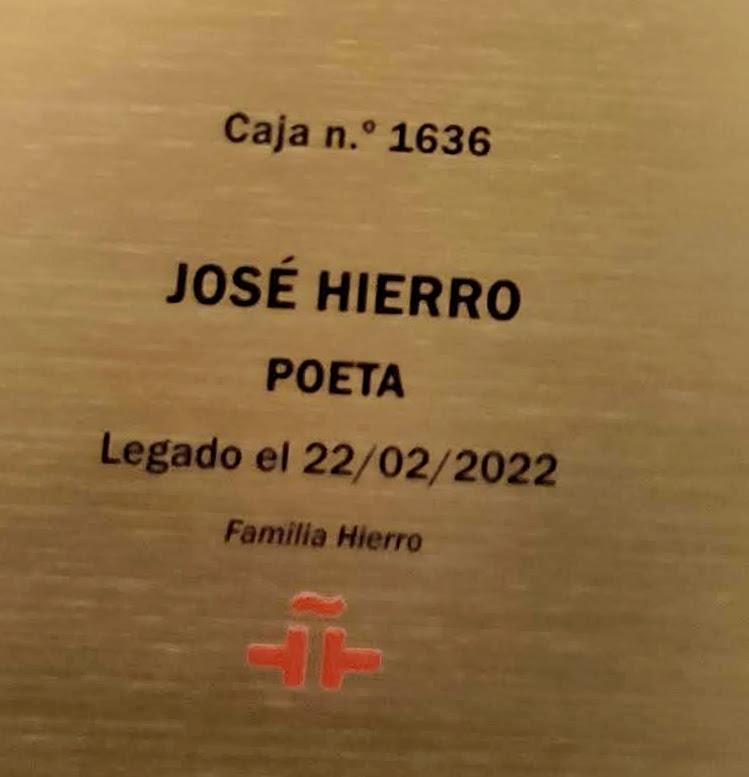 Caja n.º 1636
JOSÉ HIERRO
POETA
Legado el 22/02/2022
Familia Hierro